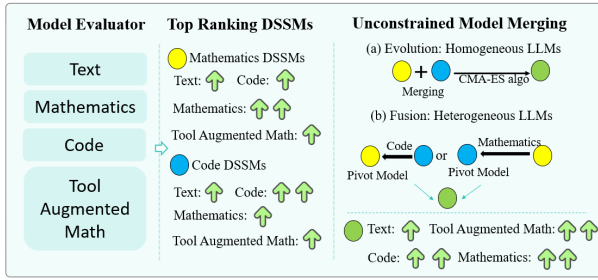 Model Evaluator
Text
Mathematics
Code
Tool
Augmented
Math
Top Ranking DSSMs
Mathematics DSSMs
Text: Code:
Mathematics:
Tool Augmented Math:
Code DSSMs
Text: Code:
Mathematics:
Tool Augmented Math:
Unconstrained Model Merging
(a) Evolution: Homogeneous LLMs
+
Merging CMA-ES algo
(b) Fusion: Heterogeneous LLMs
Code or Mathematics
Pivot Model Pivot Model
Text: Tool Augmented Math:
Code: Mathematics: